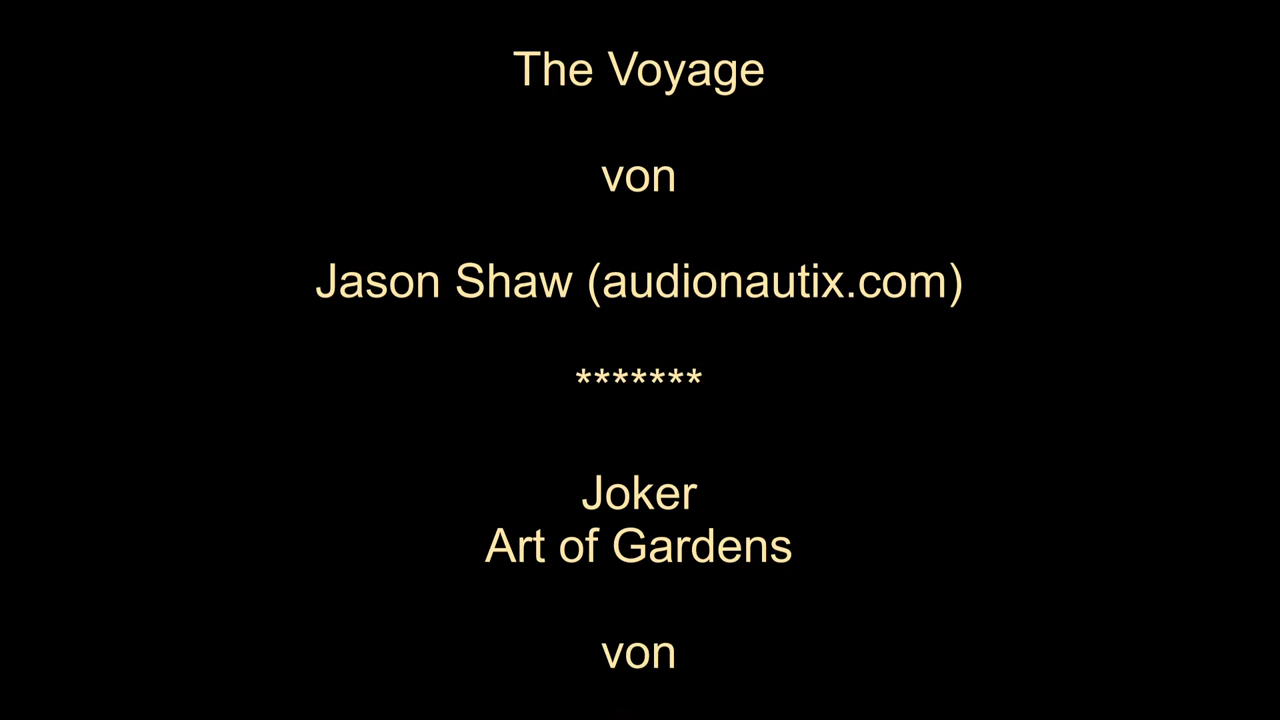 The Voyage
von
Jason Shaw (audionautix.com)
*******
Joker
Art of Gardens
von